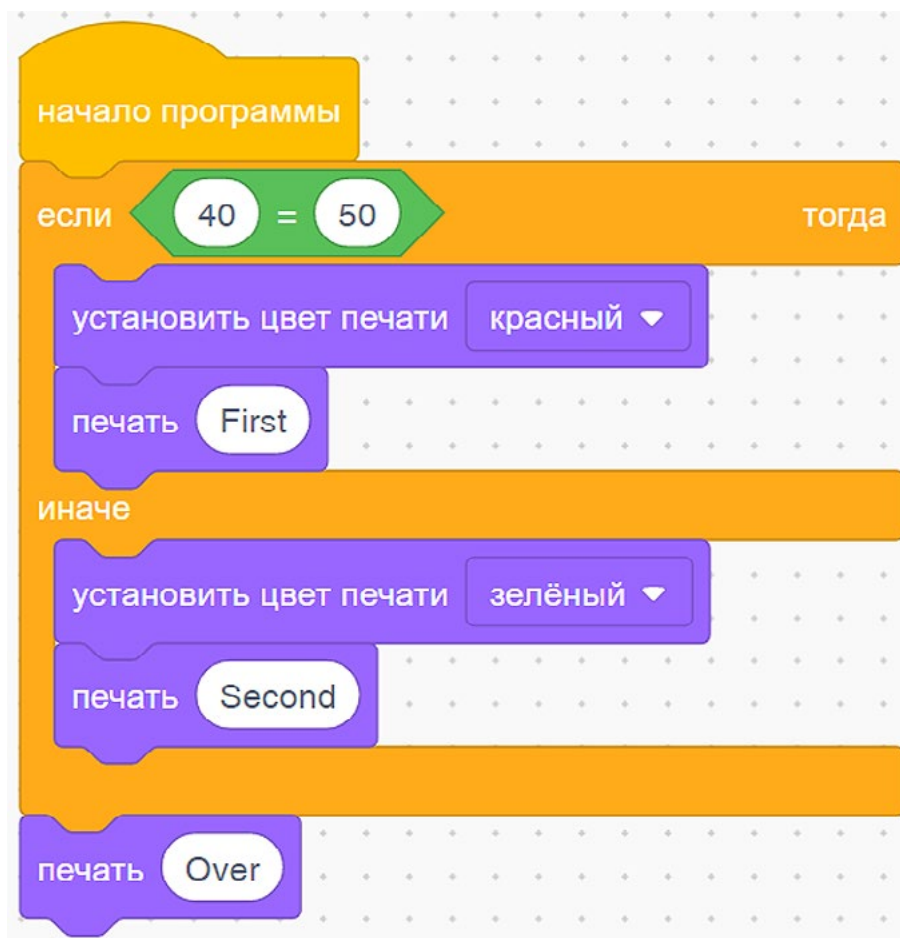 начало программы
если 40 = 50 тогда
установить цвет печати красный
печать First
иначе
установить цвет печати зелёный
печать Second
печать Over